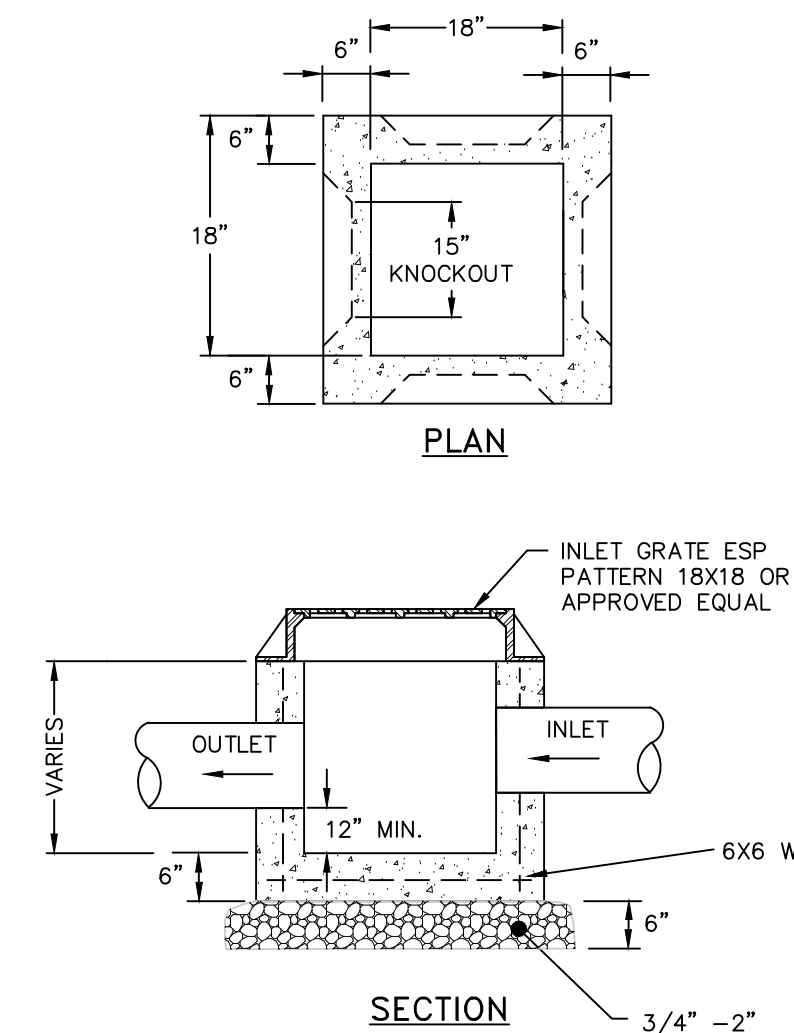 18”
6”
6”
6”
18”
15”
KNOCKOUT
6”
PLAN
INLET GRATE ESP
PATTERN 18X18 OR
APPROVED EQUAL
VARIES
OUTLET
INLET
12” MIN.
6X6 W
6”
6”
SECTION
3/4” –2”